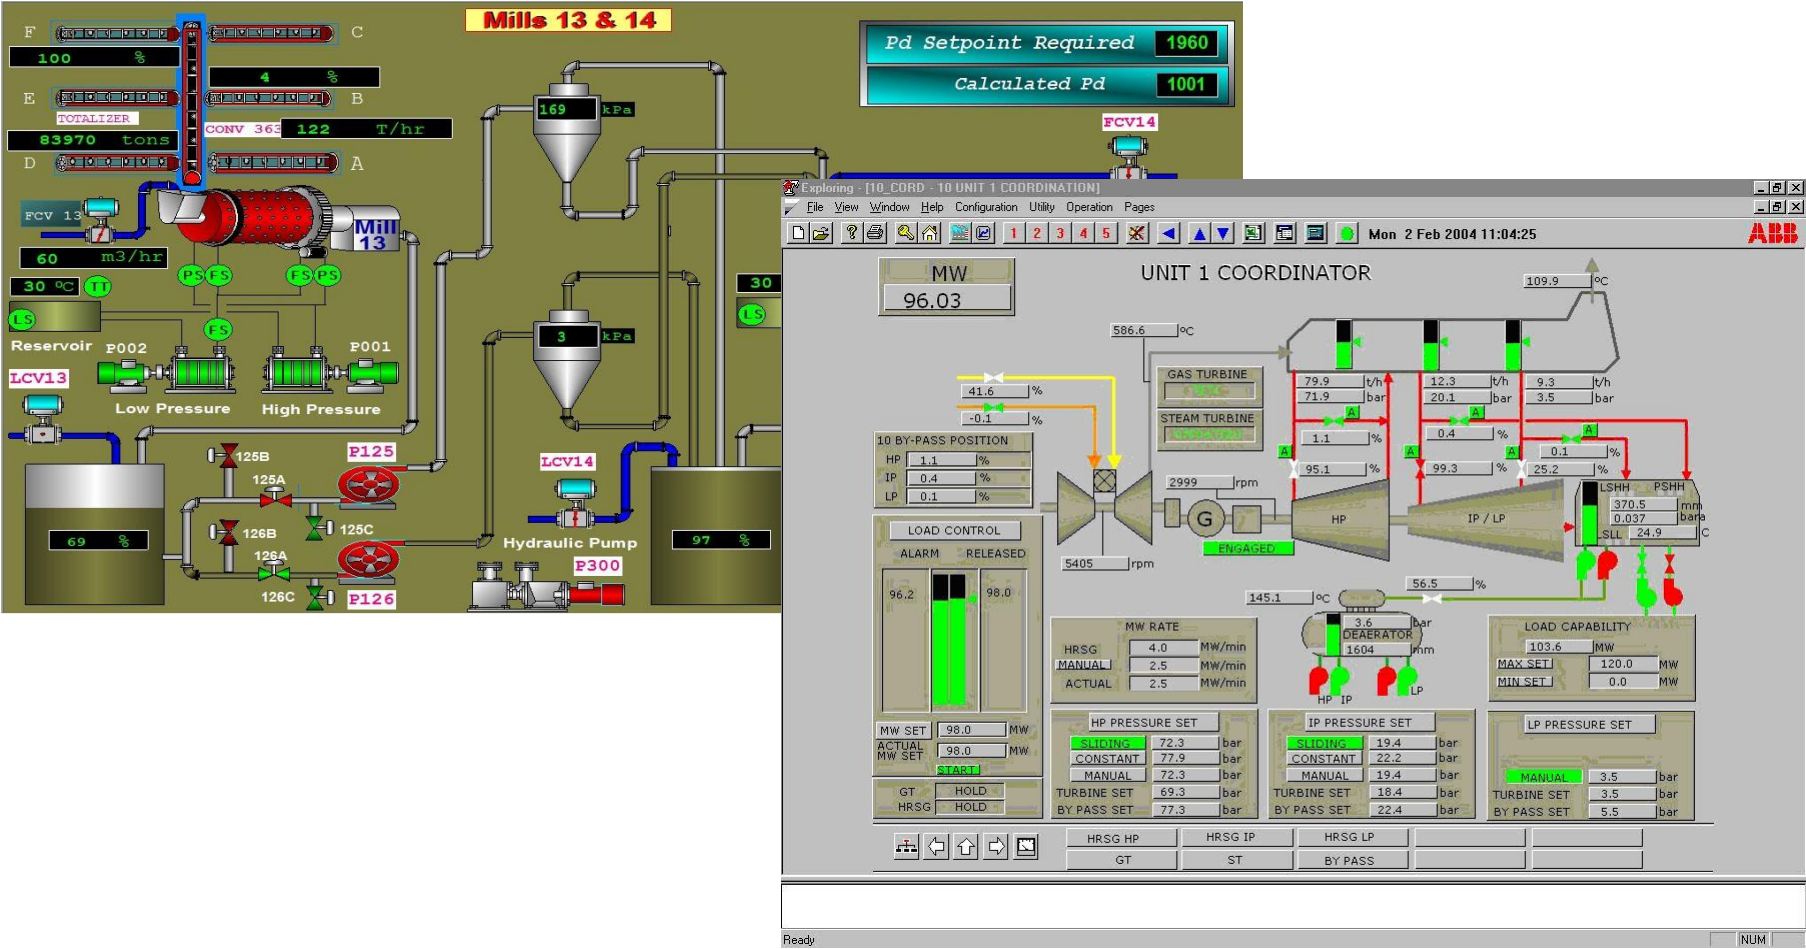 Mills 13 & 14
F
C
100 %
4 %
E
B
TOTALIZER
CONV 363
122 T/hr
83970 tons
D
A
Pd Setpoint Required 1960
Calculated Pd 1001
169 kPa
FCV14
FCV 13
Mill 13
60 m3/hr
PS FS FS PS
30 ºC TT
LS
FS
Reservoir
P002
P001
LCV13
Low Pressure
High Pressure
3 kPa
30
LS
125B
P125
125A
125C
69 %
126B
126A
126C
P126
LCV14
Hydraulic Pump
P300
97 %
Exploring - [10_CORD - 10 UNIT 1 COORDINATION]
File View Window Help Configuration Utility Operation Pages
1 2 3 4 5
Mon 2 Feb 2004 11:04:25
ABB
MW
96.03
UNIT 1 COORDINATOR
109.9 ºC
586.6 ºC
41.6 %
-0.1 %
GAS TURBINE
STEAM TURBINE
79.9 t/h
71.9 bar
12.3 t/h
20.1 bar
9.3 t/h
3.5 bar
A
A
A
1.1 %
0.4 %
0.1 %
A
A
A
95.1 %
99.3 %
25.2 %
10 BY-PASS POSITION
HP 1.1 %
IP 0.4 %
LP 0.1 %
2999 rpm
G
HP
IP / LP
ENGAGED
5405 rpm
LSHH
PSHH
370.5 mm
0.037 bara
LSLL 24.9 C
56.5 %
145.1 ºC
3.6 bar
DEAERATOR
1604 mm
HP IP
LP
LOAD CONTROL
ALARM RELEASED
96.2
98.0
MW SET 98.0 MW
ACTUAL MW SET 98.0 MW
START
GT HOLD
HRSG HOLD
MW RATE
HRSG 4.0 MW/min
MANUAL 2.5 MW/min
ACTUAL 2.5 MW/min
LOAD CAPABILITY
103.6 MW
MAX SET 120.0 MW
MIN SET 0.0 MW
HP PRESSURE SET
SLIDING 72.3 bar
CONSTANT 77.9 bar
MANUAL 72.3 bar
TURBINE SET 69.3 bar
BY PASS SET 77.3 bar
IP PRESSURE SET
SLIDING 19.4 bar
CONSTANT 22.2 bar
MANUAL 19.4 bar
TURBINE SET 18.4 bar
BY PASS SET 22.4 bar
LP PRESSURE SET
MANUAL 3.5 bar
TURBINE SET 3.5 bar
BY PASS SET 5.5 bar
HRSG HP
HRSG IP
HRSG LP
GT
ST
BY PASS
Ready
NUM